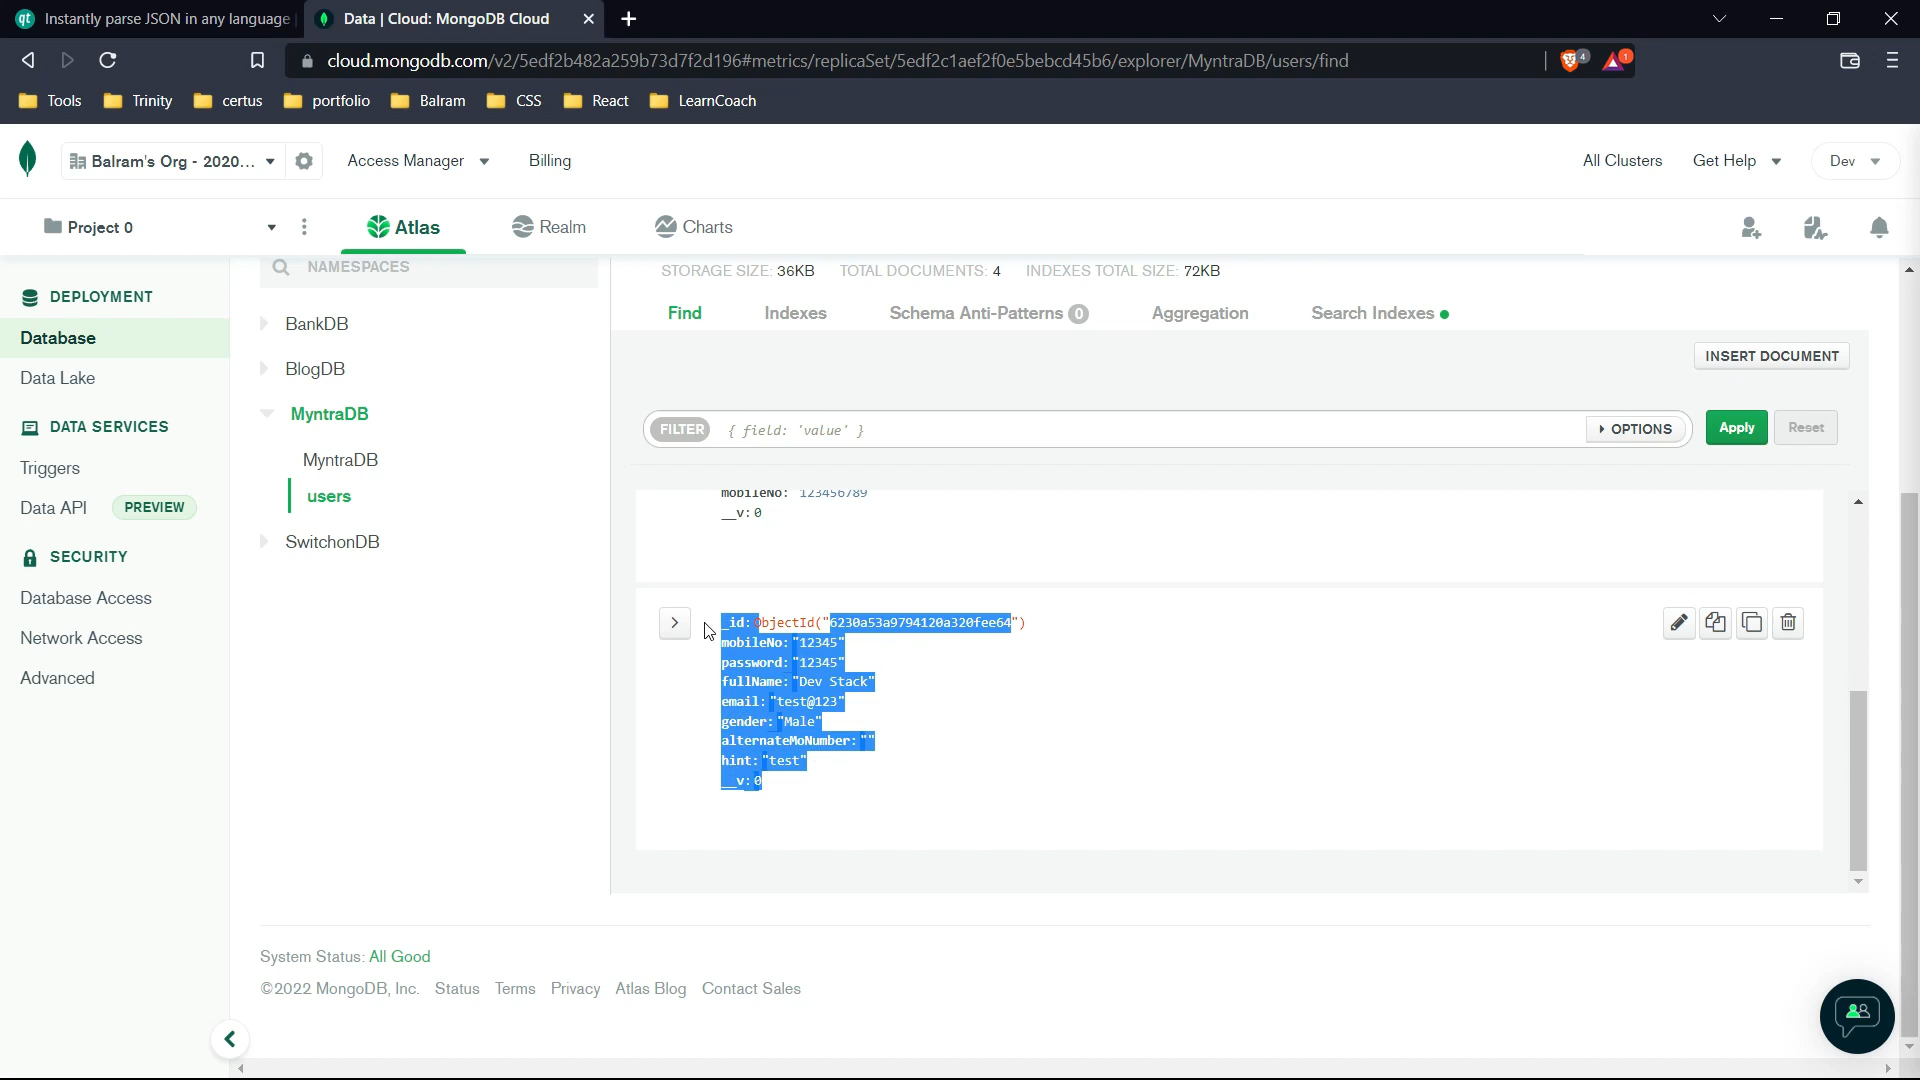 qt Instantly parse JSON in any language
Data | Cloud: MongoDB Cloud
cloud.mongodb.com/v2/5edf2b482a259b73d7f2d196#metrics/replicaSet/5edf2c1aef2f0e5bebcd45b6/explorer/MyntraDB/users/find
4
1
Tools Trinity certus portfolio Balram CSS React LearnCoach
Balram's Org - 2020... Access Manager Billing All Clusters Get Help Dev
Project 0 Atlas Realm Charts
DEPLOYMENT
Database
Data Lake
DATA SERVICES
Triggers
Data API PREVIEW
SECURITY
Database Access
Network Access
Advanced
NAMESPACES
BankDB
BlogDB
MyntraDB
MyntraDB
users
SwitchonDB
STORAGE SIZE: 36KB TOTAL DOCUMENTS: 4 INDEXES TOTAL SIZE: 72KB
Find Indexes Schema Anti-Patterns 0 Aggregation Search Indexes
INSERT DOCUMENT
FILTER { field: 'value' } OPTIONS Apply Reset
mobileNo: 123456789
__v: 0
_id: ObjectId("6230a53a9794120a320fee64")
mobileNo: "12345"
password: "12345"
fullName: "Dev Stack"
email: "test@123"
gender: "Male"
alternateMoNumber: ""
hint: "test"
__v: 0
System Status: All Good
©2022 MongoDB, Inc. Status Terms Privacy Atlas Blog Contact Sales